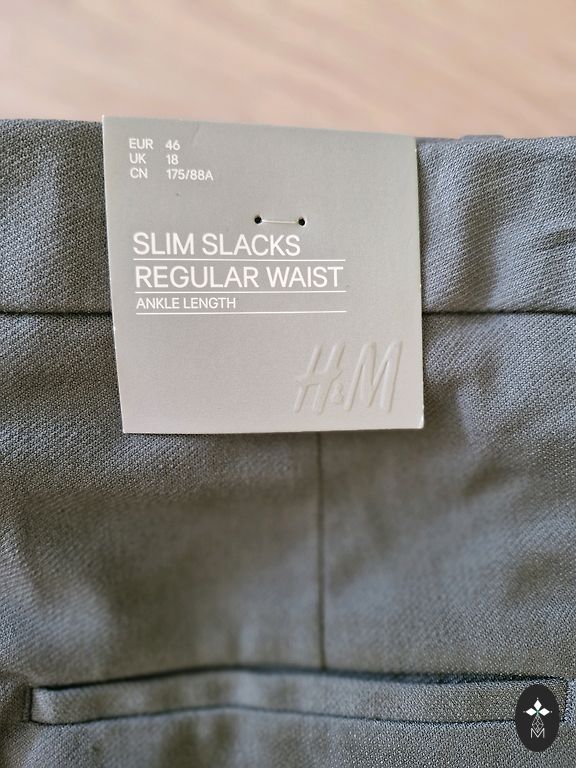 EUR 46
UK 18
CN 175/88A
SLIM SLACKS
REGULAR WAIST
ANKLE LENGTH
H&M
M